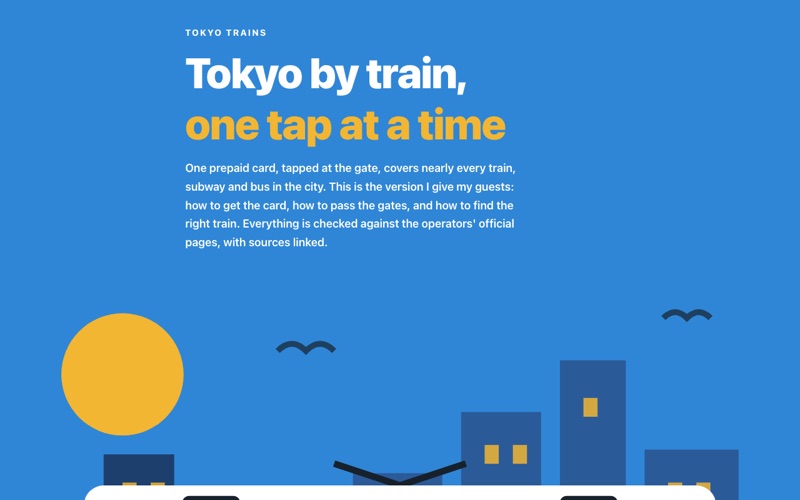 TOKYO TRAINS
Tokyo by train,
one tap at a time
One prepaid card, tapped at the gate, covers nearly every train,
subway and bus in the city. This is the version I give my guests:
how to get the card, how to pass the gates, and how to find the
right train. Everything is checked against the operators' official
pages, with sources linked.